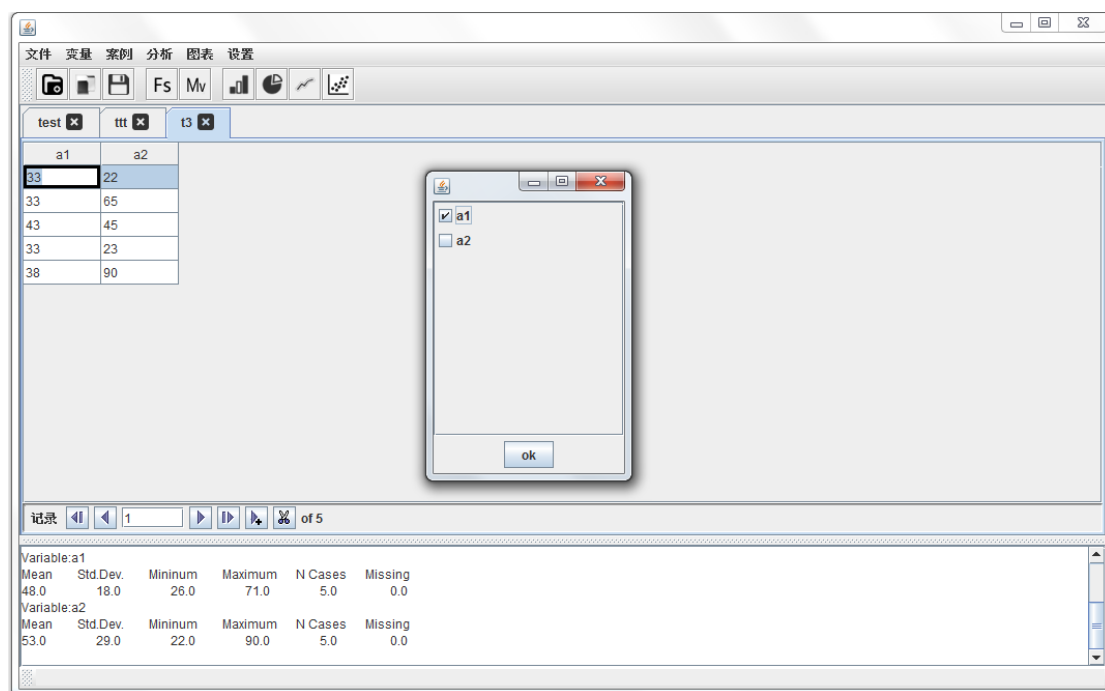 文件 变量 案例 分析 图表 设置
Fs Mv
test ttt t3
a1 a2
33 22
33 65
43 45
33 23
38 90
a1
a2
ok
记录 1 of 5
Variable:a1
Mean Std.Dev. Mininum Maximum N Cases Missing
48.0 18.0 26.0 71.0 5.0 0.0
Variable:a2
Mean Std.Dev. Mininum Maximum N Cases Missing
53.0 29.0 22.0 90.0 5.0 0.0